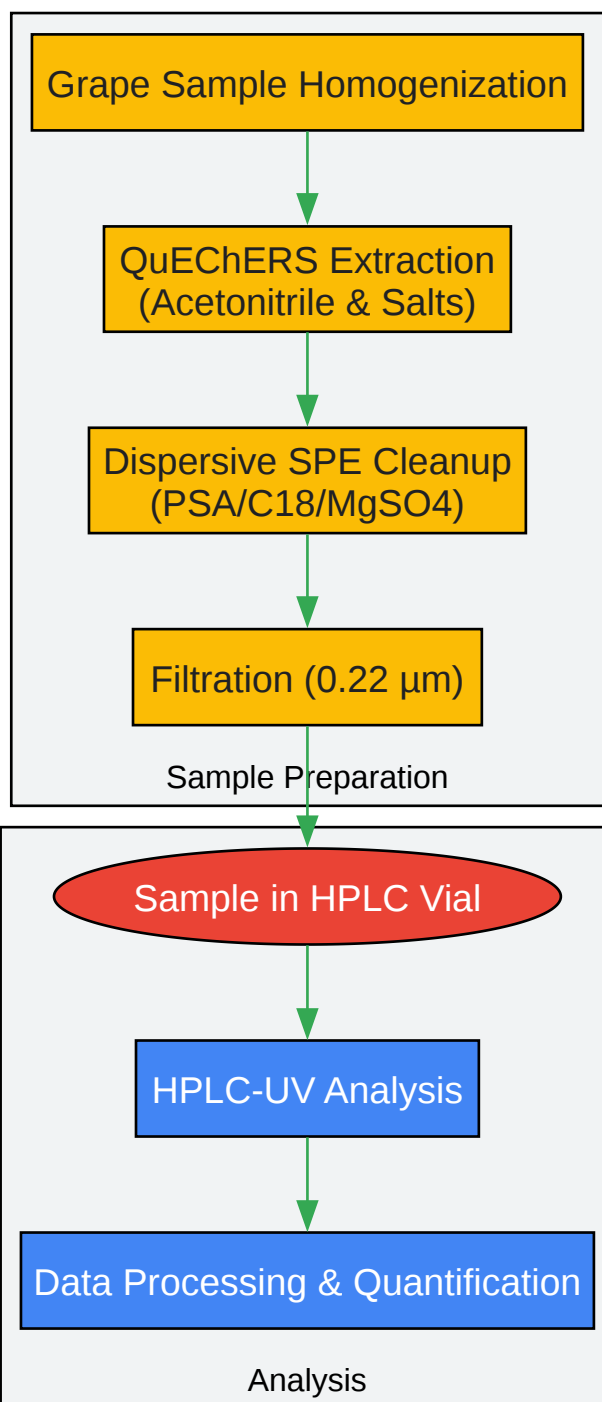 Grape Sample Homogenization
QuEChERS Extraction
(Acetonitrile & Salts)
Dispersive SPE Cleanup
(PSA/C18/MgSO4)
Filtration (0.22 µm)
Sample Preparation
Sample in HPLC Vial
HPLC-UV Analysis
Data Processing & Quantification
Analysis